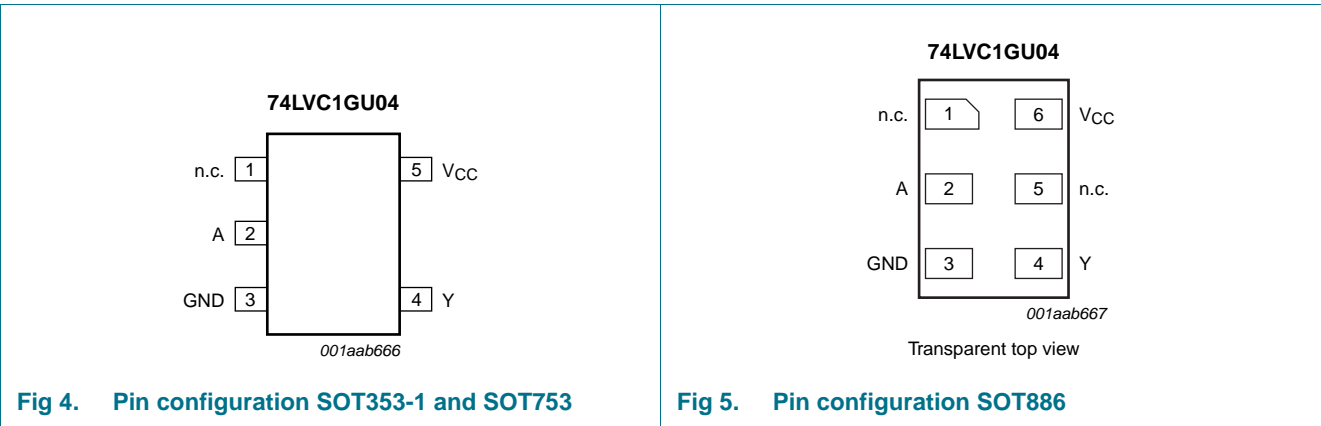 74LVC1GU04
n.c. 1 5 VCC
A 2
GND 3 4 Y
001aab666
Fig 4. Pin configuration SOT353-1 and SOT753
74LVC1GU04
n.c. 1 6 VCC
A 2 5 n.c.
GND 3 4 Y
001aab667
Transparent top view
Fig 5. Pin configuration SOT886